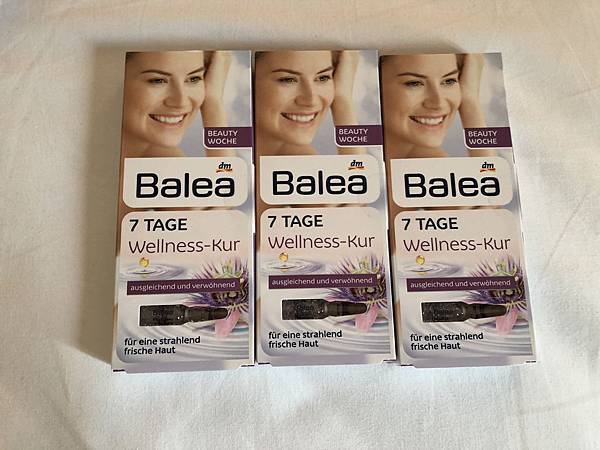 BEAUTY
WOCHE
dm
Balea
7 TAGE
Wellness-Kur
ausgleichend und verwöhnend
für eine strahlend
frische Haut
BEAUTY
WOCHE
dm
Balea
7 TAGE
Wellness-Kur
ausgleichend und verwöhnend
für eine strahlend
frische Haut
BEAUTY
WOCHE
dm
Balea
7 TAGE
Wellness-Kur
ausgleichend und verwöhnend
für eine strahlend
frische Haut